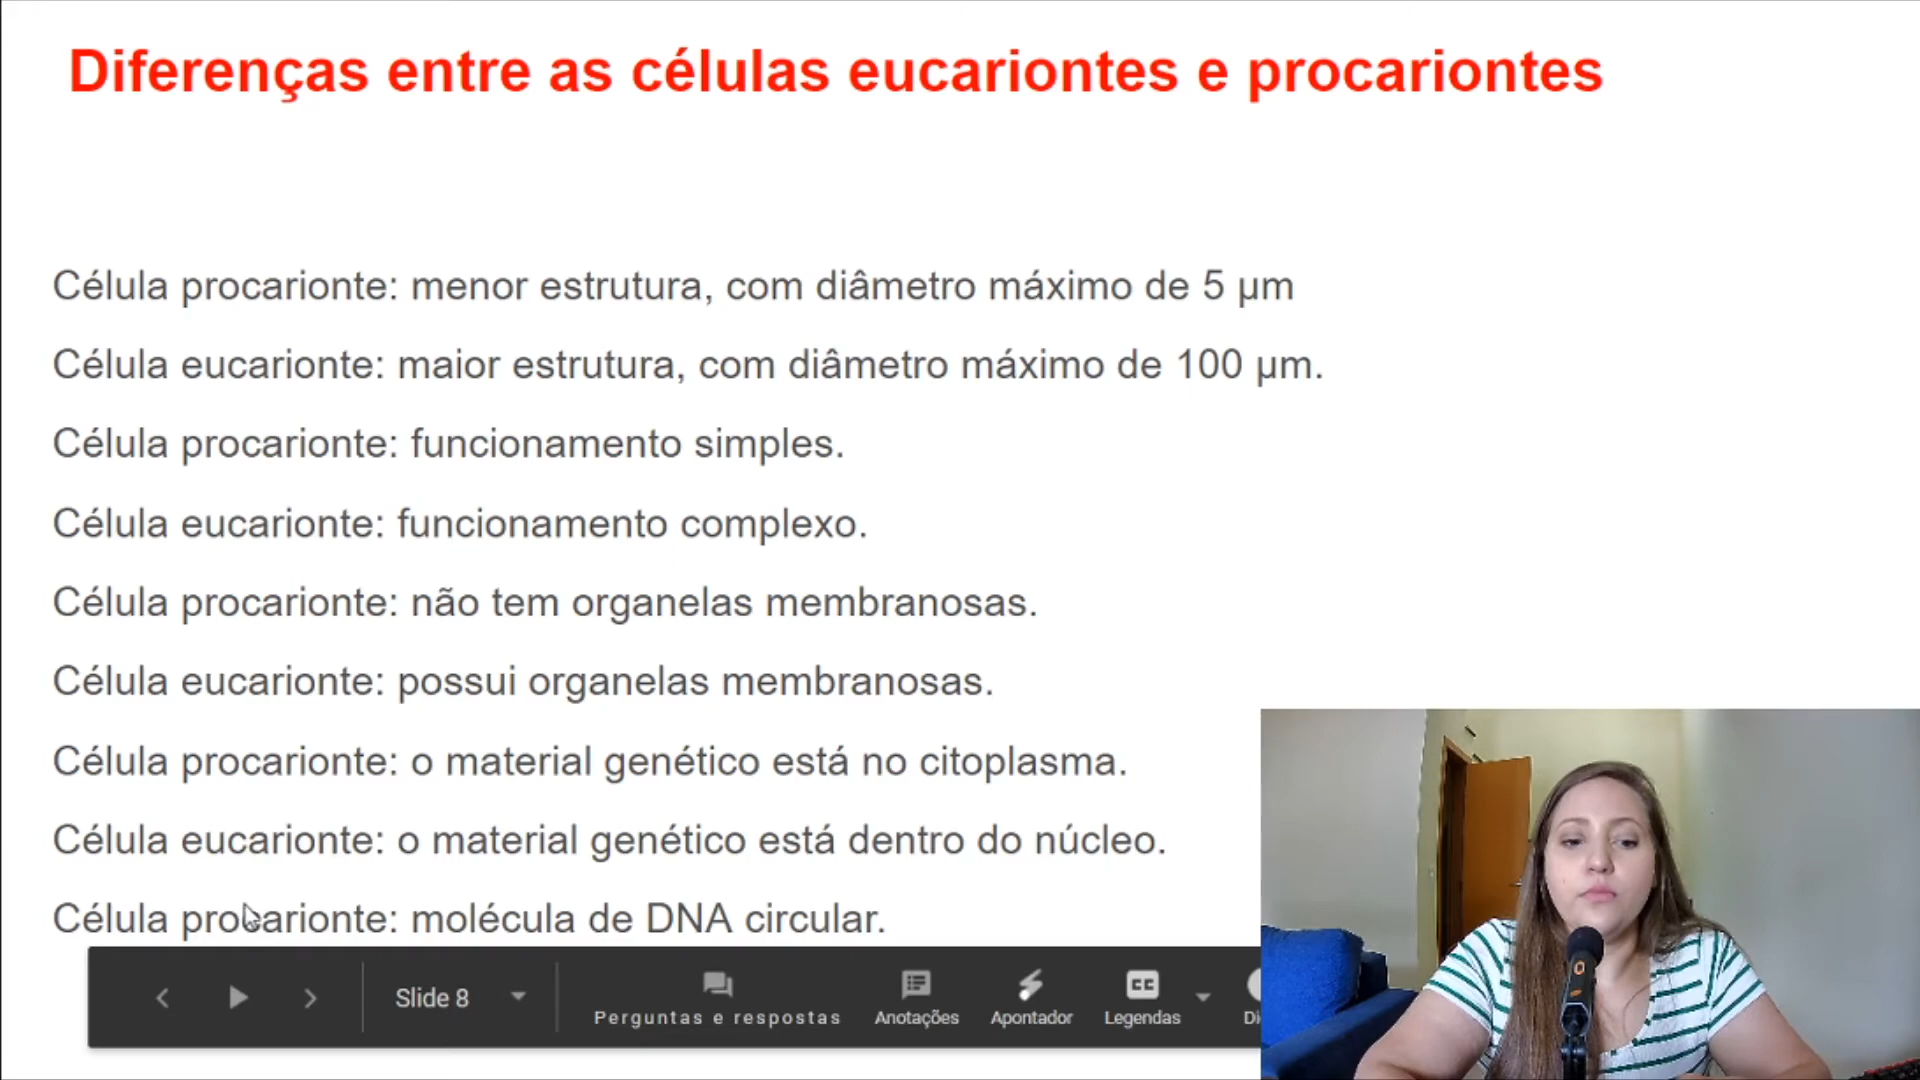 Diferenças entre as células eucariontes e procariontes
Célula procarionte: menor estrutura, com diâmetro máximo de 5 µm
Célula eucarionte: maior estrutura, com diâmetro máximo de 100 µm.
Célula procarionte: funcionamento simples.
Célula eucarionte: funcionamento complexo.
Célula procarionte: não tem organelas membranosas.
Célula eucarionte: possui organelas membranosas.
Célula procarionte: o material genético está no citoplasma.
Célula eucarionte: o material genético está dentro do núcleo.
Célula procarionte: molécula de DNA circular.
Slide 8
Perguntas e respostas
Anotações
Apontador
CC
Legendas